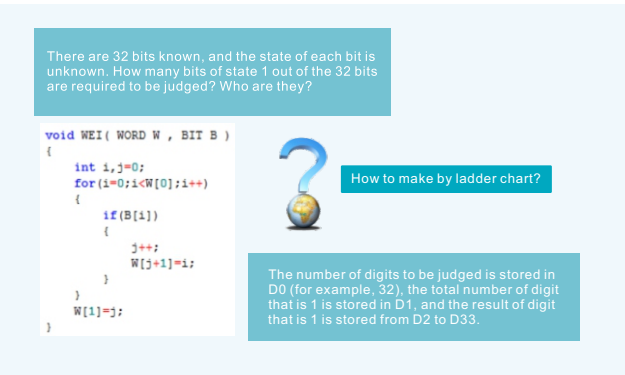 There are 32 bits known, and the state of each bit is
unknown. How many bits of state 1 out of the 32 bits
are required to be judged? Who are they?
void WEI( WORD W , BIT B )
{
int i,j=0;
for(i=0;i<W[0];i++)
{
if(B[i])
{
j++;
W[j+1]=i;
}
}
W[1]=j;
}
How to make by ladder chart?
The number of digits to be judged is stored in
D0 (for example, 32), the total number of digit
that is 1 is stored in D1, and the result of digit
that is 1 is stored from D2 to D33.